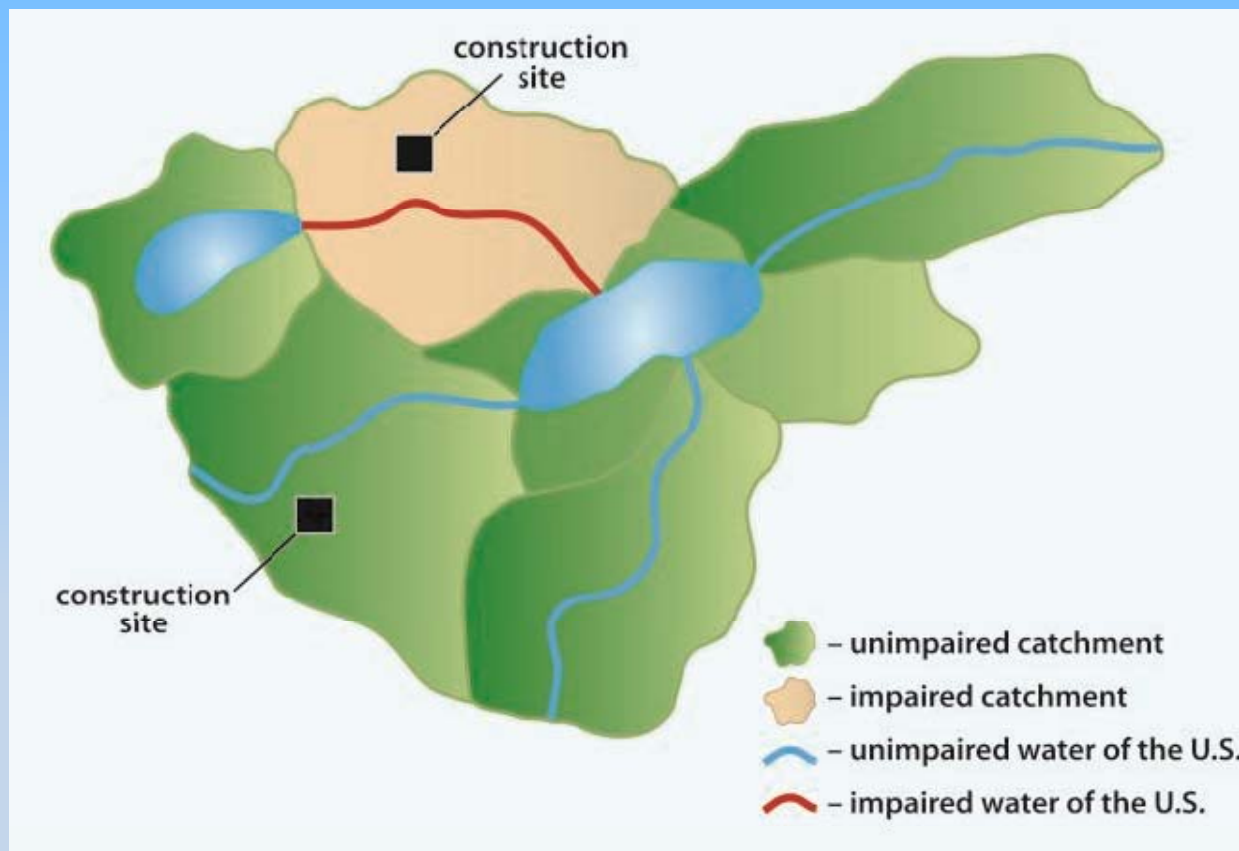 construction
site
construction
site
– unimpaired catchment
– impaired catchment
– unimpaired water of the U.S.
– impaired water of the U.S.